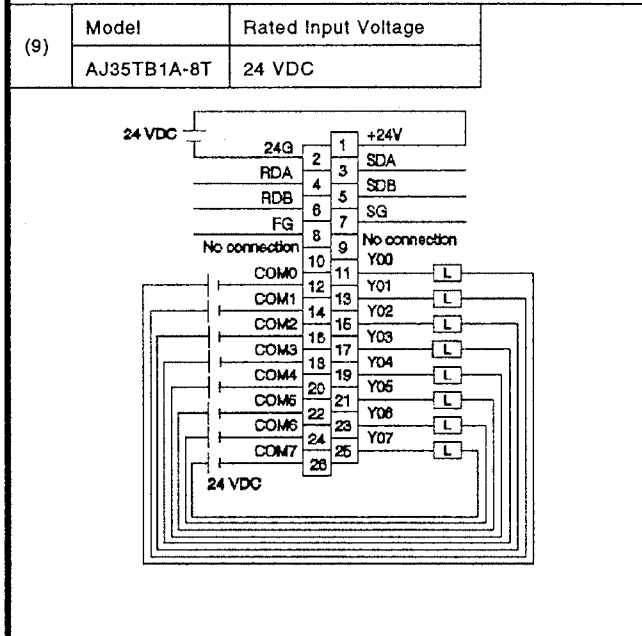 (9)
Model Rated Input Voltage
AJ35TB1A-8T 24 VDC
24 VDC
1 +24V
24G 2
3 SDA
RDA 4
5 SDB
RDB 6
7 SG
FG 8
9 No connection
No connection 10
11 Y00 L
COM0 12
13 Y01 L
COM1 14
15 Y02 L
COM2 16
17 Y03 L
COM3 18
19 Y04 L
COM4 20
21 Y05 L
COM5 22
23 Y06 L
COM6 24
25 Y07 L
COM7 26
24 VDC